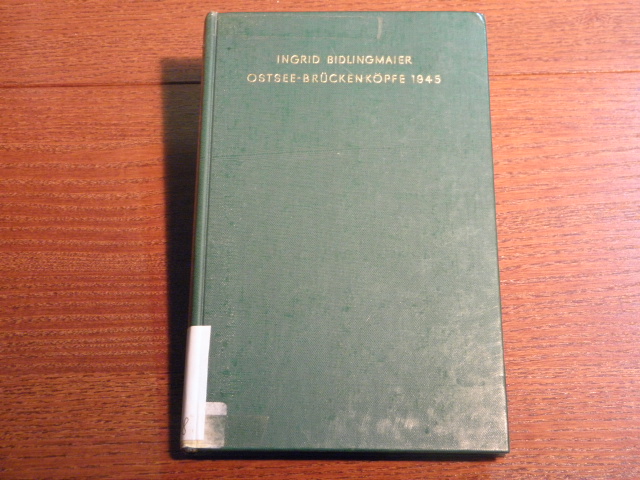 INGRID BIDLINGMAIER
OSTSEE-BRÜCKENKÖPFE 1945